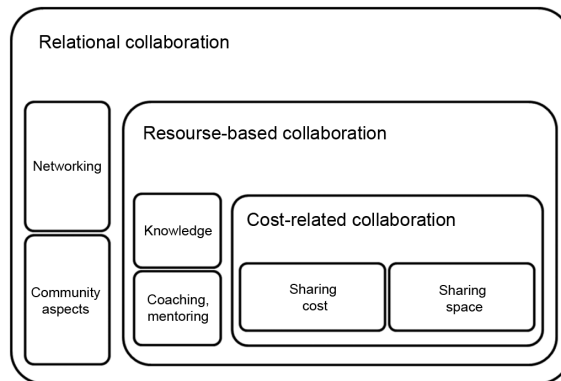 Relational collaboration
Networking
Community
aspects
Resourse-based collaboration
Knowledge
Coaching,
mentoring
Cost-related collaboration
Sharing
cost
Sharing
space